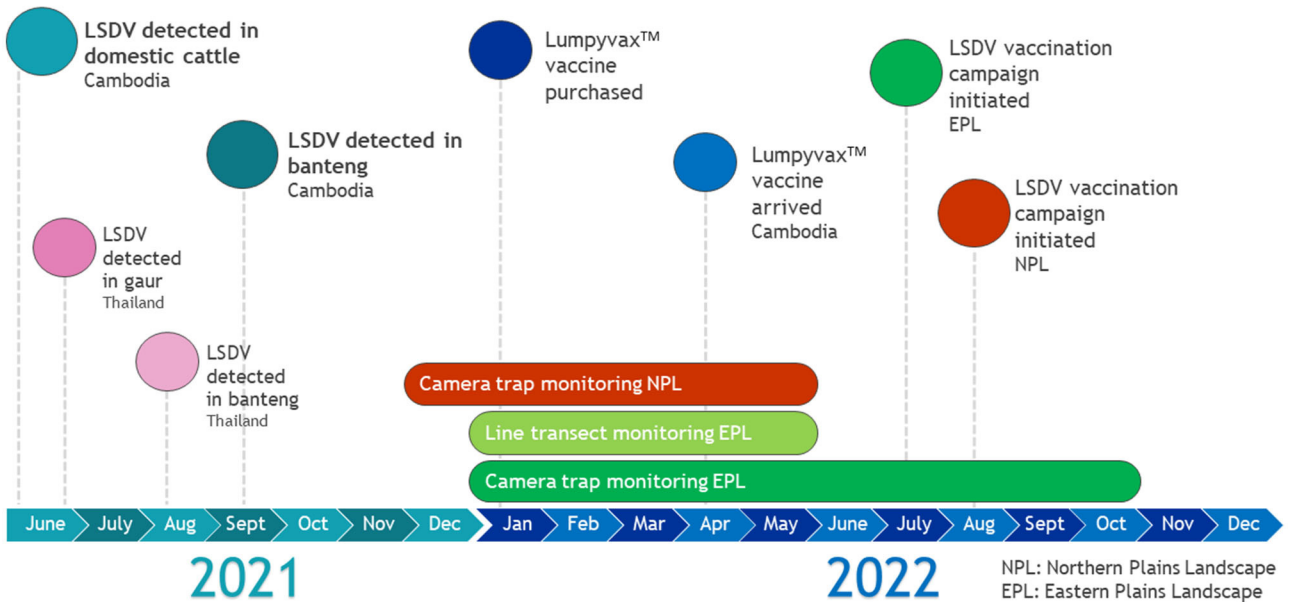 LSDV detected in
domestic cattle
Cambodia
LSDV detected in
banteng
Cambodia
LSDV
detected
in gaur
Thailand
LSDV
detected
in banteng
Thailand
Lumpyvax™
vaccine
purchased
Lumpyvax™
vaccine
arrived
Cambodia
LSDV vaccination
campaign
initiated
EPL
LSDV vaccination
campaign
initiated
NPL
Camera trap monitoring NPL
Line transect monitoring EPL
Camera trap monitoring EPL
June July Aug Sept Oct Nov Dec Jan Feb Mar Apr May June July Aug Sept Oct Nov Dec
2021 2022
NPL: Northern Plains Landscape
EPL: Eastern Plains Landscape